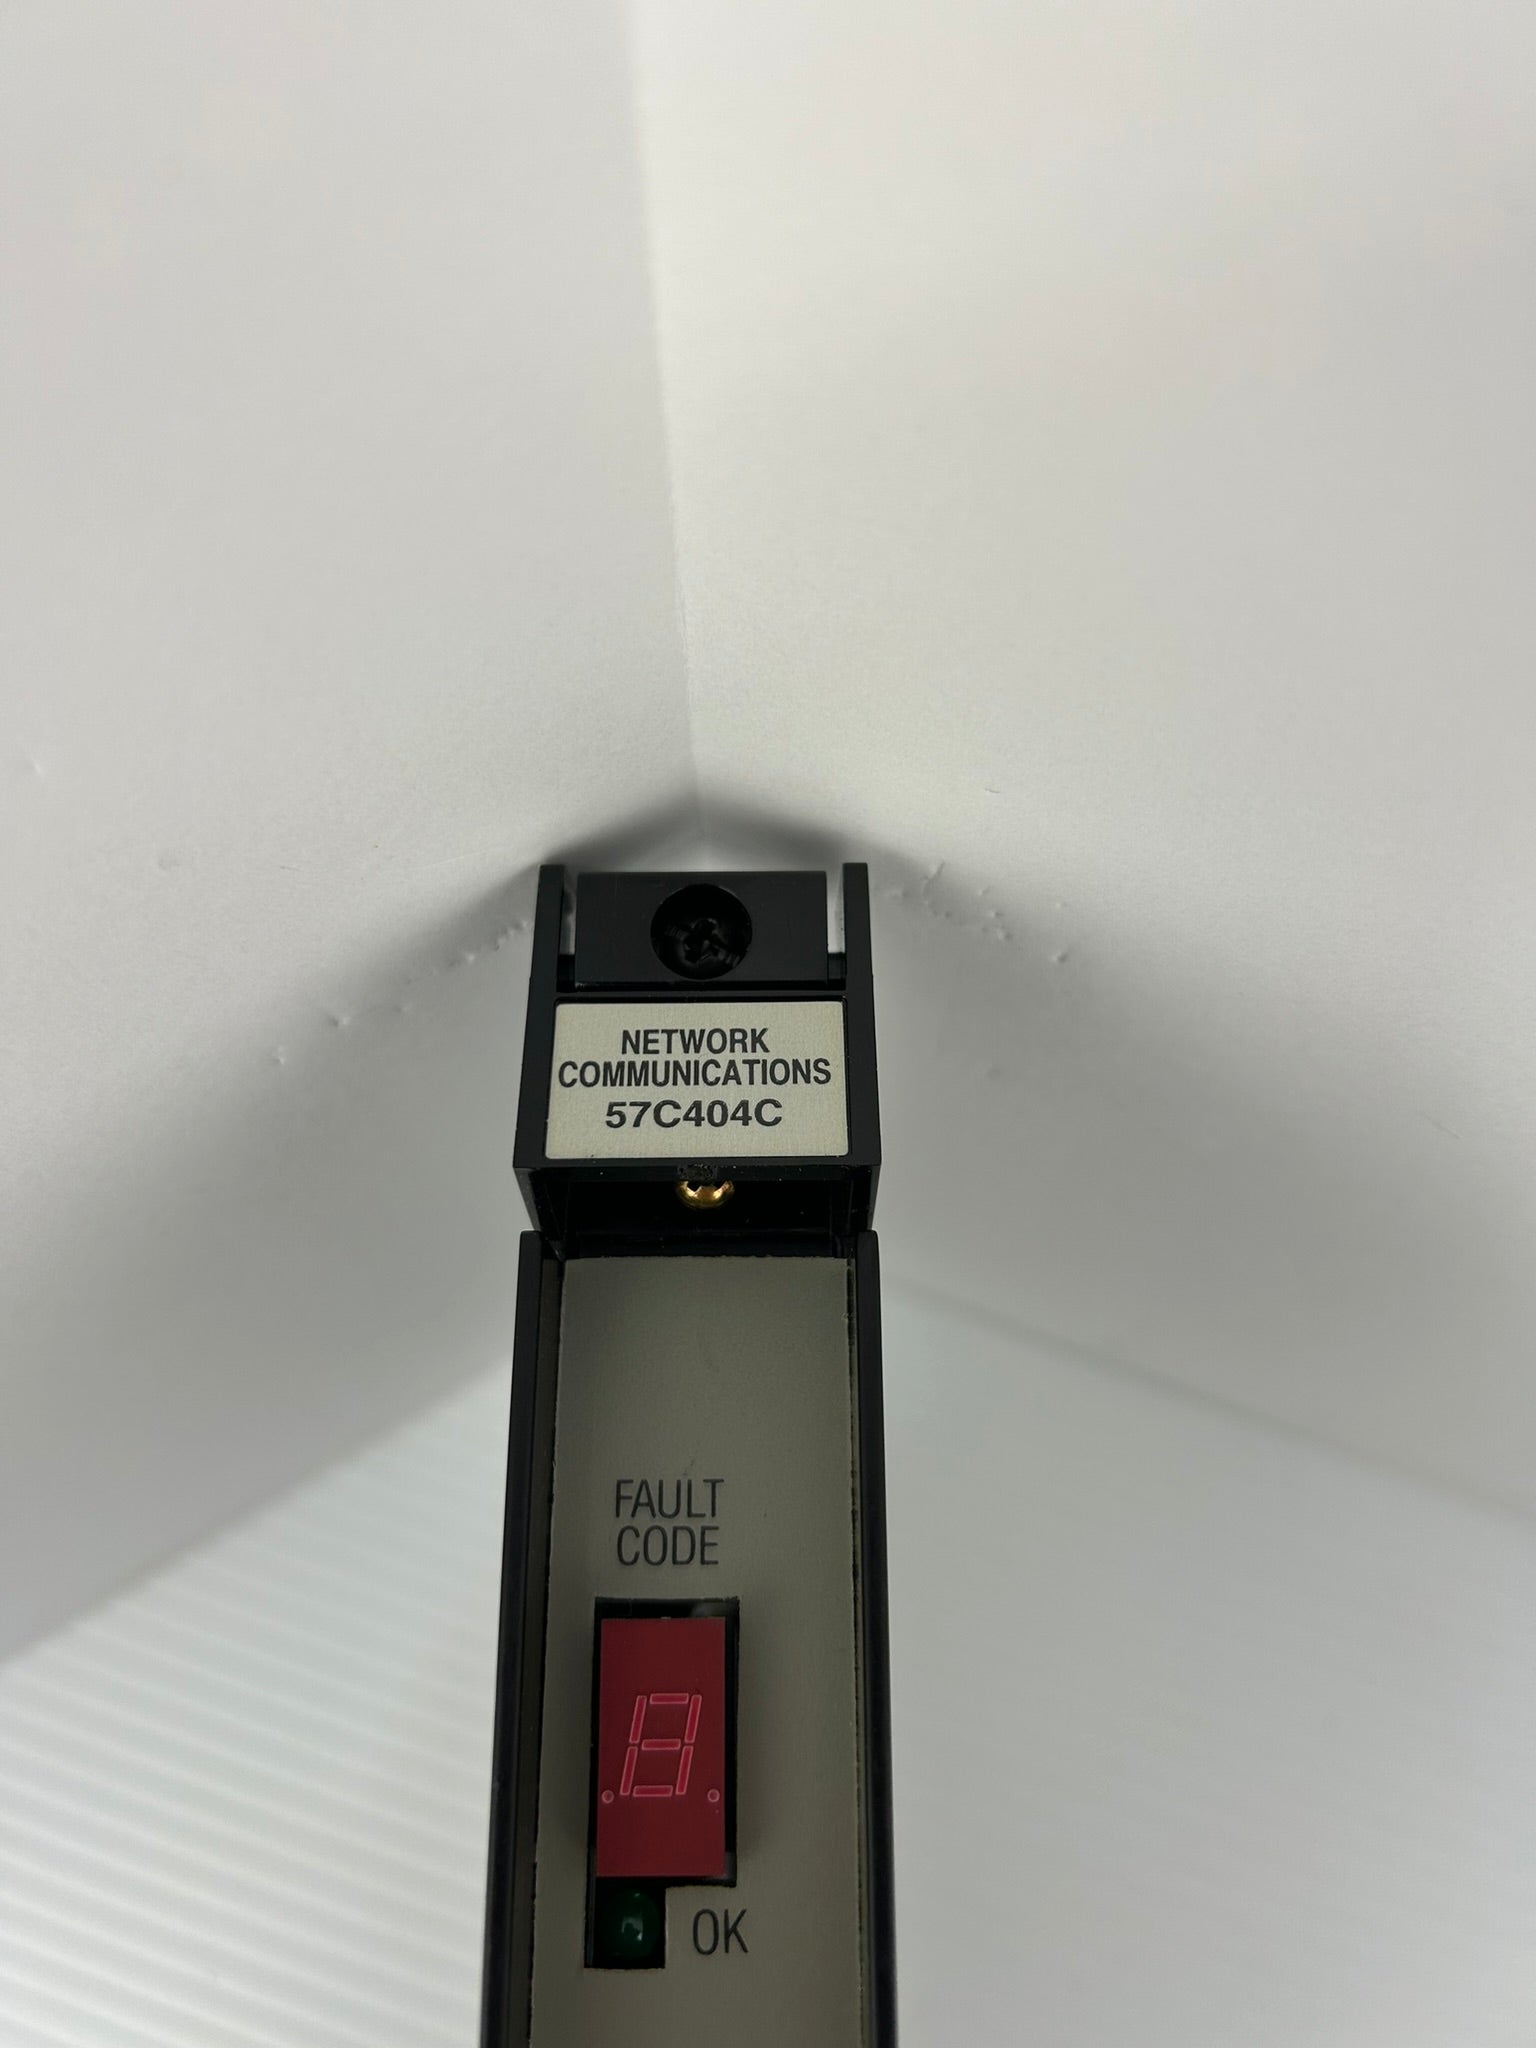 NETWORK
COMMUNICATIONS
57C404C
FAULT
CODE
OK